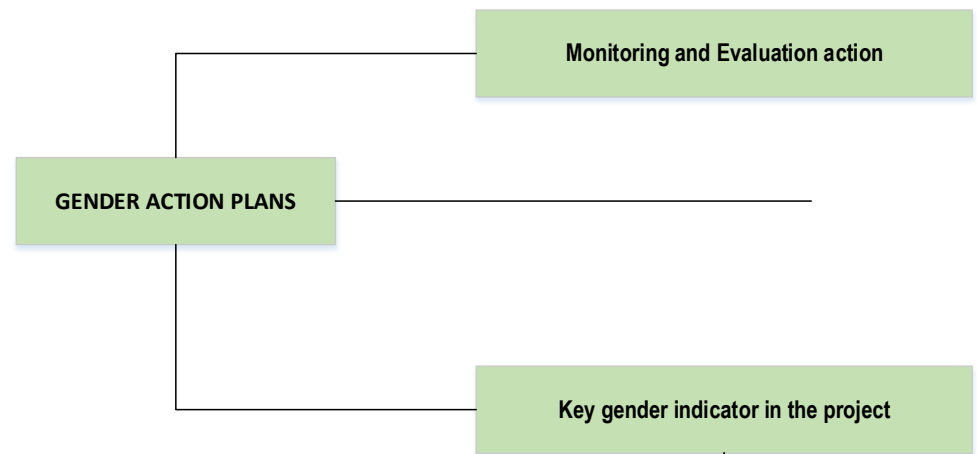 Monitoring and Evaluation action
GENDER ACTION PLANS
Key gender indicator in the project